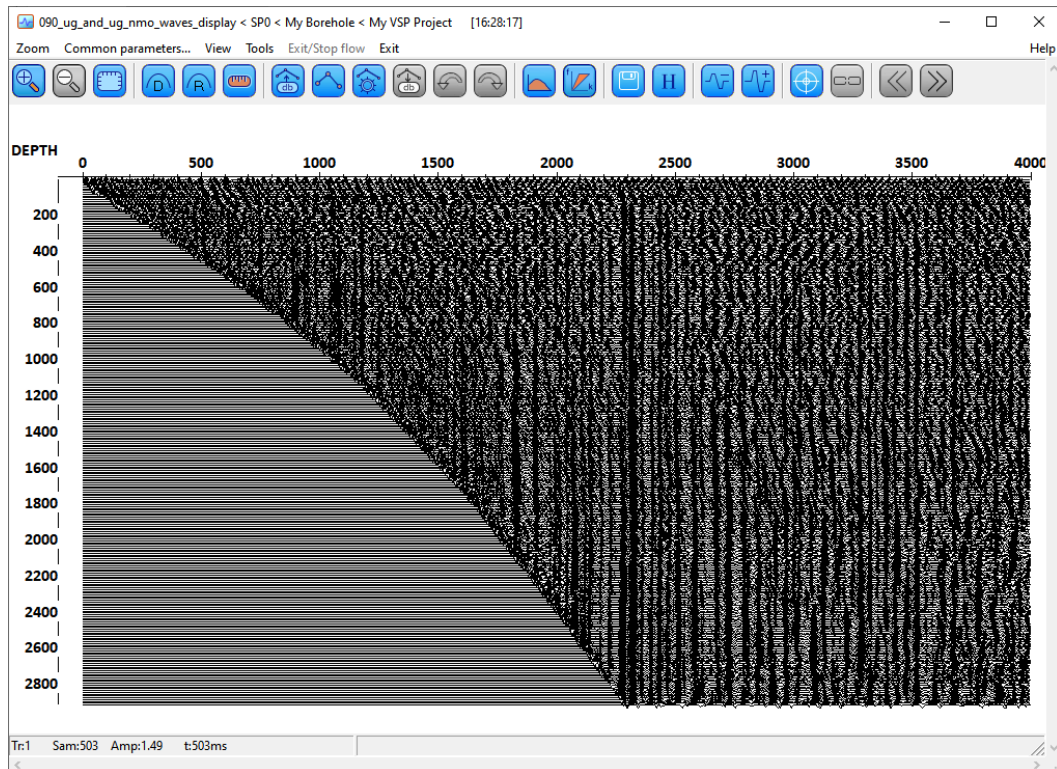 090_ug_and_ug_nmo_waves_display < SP0 < My Borehole < My VSP Project [16:28:17]
Zoom Common parameters... View Tools Exit/Stop flow Exit Help
D R db db f k H
DEPTH
0 500 1000 1500 2000 2500 3000 3500 4000
200
400
600
800
1000
1200
1400
1600
1800
2000
2200
2400
2600
2800
Tr:1 Sam:503 Amp:1.49 t:503ms